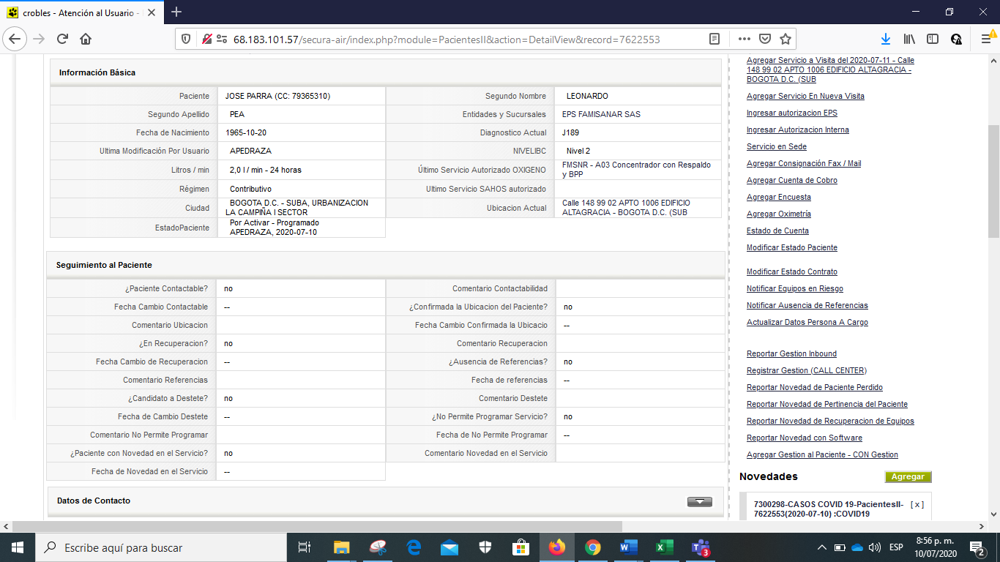 crobles - Atención al Usuario -
68.183.101.57/secura-air/index.php?module=PacientesII&action=DetailView&record=7622553
Información Básica
Paciente JOSE PARRA (CC: 79365310) Segundo Nombre LEONARDO
Segundo Apellido PEA Entidades y Sucursales EPS FAMISANAR SAS
Fecha de Nacimiento 1965-10-20 Diagnostico Actual J189
Ultima Modificación Por Usuario APEDRAZA NIVELIBC Nivel 2
Litros / min 2,0 l / min - 24 horas Último Servicio Autorizado OXIGENO FMSNR - A03 Concentrador con Respaldo
y BPP
Régimen Contributivo Ultimo Servicio SAHOS autorizado
Ciudad BOGOTA D.C. - SUBA, URBANIZACION
LA CAMPIÑA I SECTOR
Ubicacion Actual Calle 148 99 02 APTO 1006 EDIFICIO
ALTAGRACIA - BOGOTA D.C. (SUB
EstadoPaciente Por Activar - Programado
APEDRAZA, 2020-07-10
Seguimiento al Paciente
¿Paciente Contactable? no Comentario Contactabilidad
Fecha Cambio Contactable -- ¿Confirmada la Ubicacion del Paciente? no
Comentario Ubicacion Fecha Cambio Confirmada la Ubicacio --
¿En Recuperacion? no Comentario Recuperacion
Fecha Cambio de Recuperacion -- ¿Ausencia de Referencias? no
Comentario Referencias Fecha de referencias --
¿Candidato a Destete? no Comentario Destete
Fecha de Cambio Destete -- ¿No Permite Programar Servicio? no
Comentario No Permite Programar Fecha de No Permite Programar --
¿Paciente con Novedad en el Servicio? no Comentario Novedad en el Servicio
Fecha de Novedad en el Servicio --
Datos de Contacto
Agregar Servicio a Visita del 2020-07-11 - Calle
148 99 02 APTO 1006 EDIFICIO ALTAGRACIA -
BOGOTA D.C. (SUB
Agregar Servicio En Nueva Visita
Ingresar autorizacion EPS
Ingresar Autorizacion Interna
Servicio en Sede
Agregar Consignación Fax / Mail
Agregar Cuenta de Cobro
Agregar Encuesta
Agregar Oximetría
Estado de Cuenta
Modificar Estado Paciente
Modificar Estado Contrato
Notificar Equipos en Riesgo
Notificar Ausencia de Referencias
Actualizar Datos Persona A Cargo
Reportar Gestion Inbound
Registrar Gestion (CALL CENTER)
Reportar Novedad de Paciente Perdido
Reportar Novedad de Pertinencia del Paciente
Reportar Novedad de Recuperacion de Equipos
Reportar Novedad con Software
Agregar Gestion al Paciente - CON Gestion
Novedades Agregar
7300298-CASOS COVID 19-PacientesII- [ x ]
7622553(2020-07-10) :COVID19
Escribe aquí para buscar
3
ESP
8:56 p. m.
10/07/2020
2